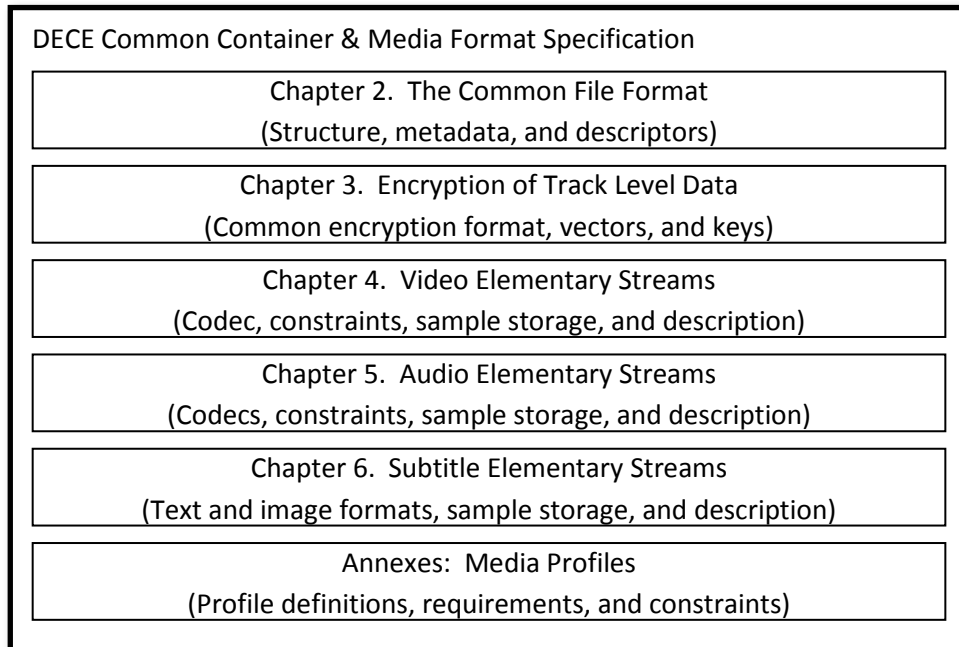 DECE Common Container & Media Format Specification
Chapter 2.  The Common File Format
(Structure, metadata, and descriptors)
Chapter 3.  Encryption of Track Level Data
(Common encryption format, vectors, and keys)
Chapter 4.  Video Elementary Streams
(Codec, constraints, sample storage, and description)
Chapter 5.  Audio Elementary Streams
(Codecs, constraints, sample storage, and description)
Chapter 6.  Subtitle Elementary Streams
(Text and image formats, sample storage, and description)
Annexes:  Media Profiles
(Profile definitions, requirements, and constraints)